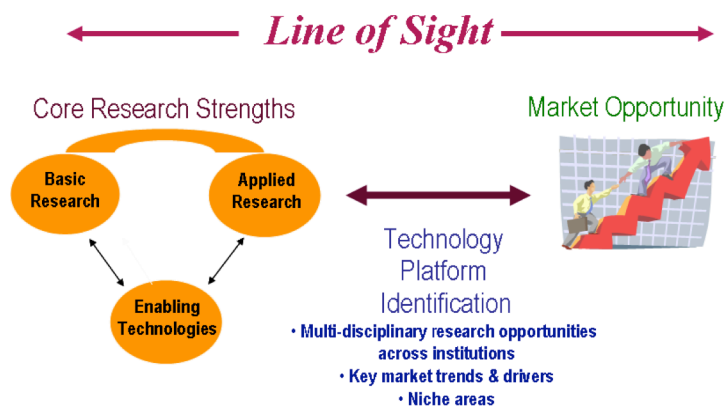 Line of Sight
Core Research Strengths
Market Opportunity
Basic
Research
Applied
Research
Enabling
Technologies
Technology
Platform
Identification
• Multi-disciplinary research opportunities
across institutions
• Key market trends & drivers
• Niche areas